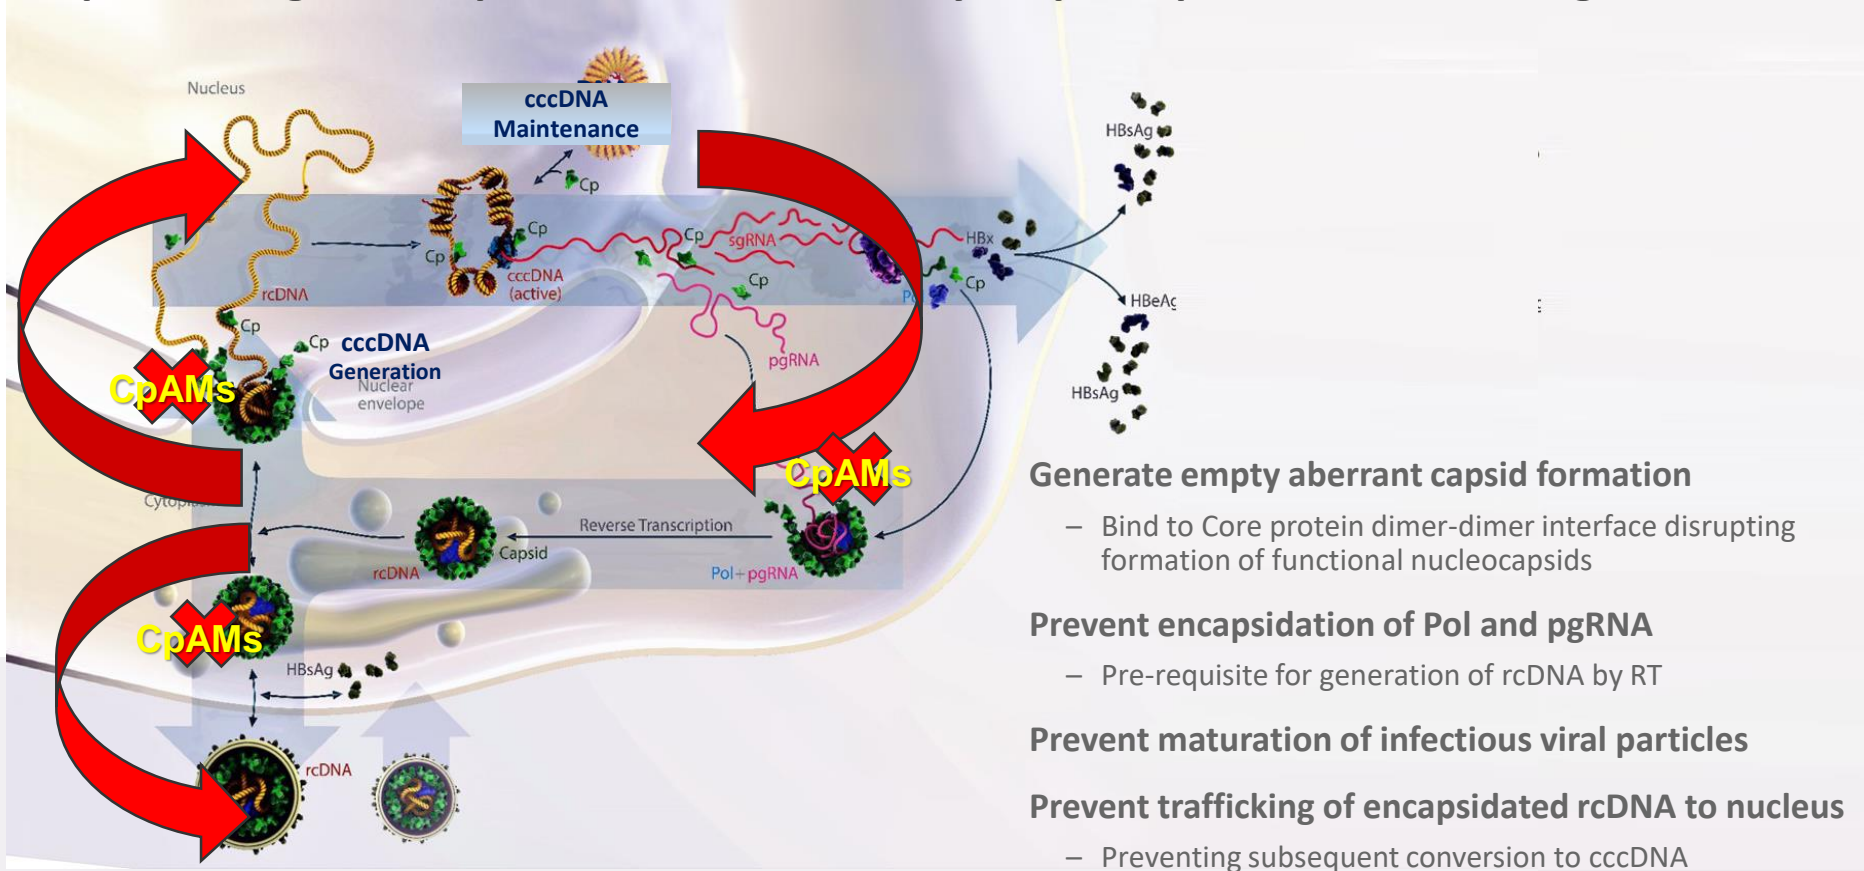 Nucleus
cccDNA
Maintenance
HBsAg
Cp
Cp
Cp
Cp
sgRNA
HBx
Cp
Cp
cccDNA
(active)
rcDNA
HBeAg
Cp
Cp
cccDNA
Generation
Nuclear
envelope
pgRNA
CpAMs
HBsAg
CpAMs
Generate empty aberrant capsid formation
– Bind to Core protein dimer-dimer interface disrupting
formation of functional nucleocapsids
Reverse Transcription
Capsid
rcDNA
Pol+pgRNA
Prevent encapsidation of Pol and pgRNA
– Pre-requisite for generation of rcDNA by RT
CpAMs
HBsAg
Prevent maturation of infectious viral particles
rcDNA
Prevent trafficking of encapsidated rcDNA to nucleus
– Preventing subsequent conversion to cccDNA